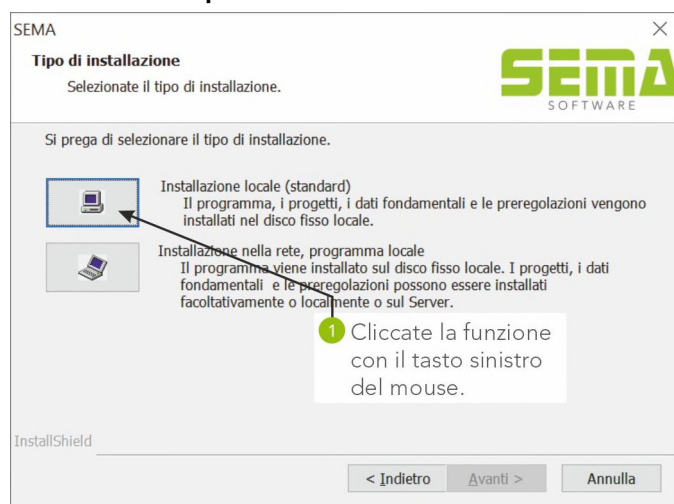 SEMA
Tipo di installazione
Selezionate il tipo di installazione.
SEMA
SOFTWARE
Si prega di selezionare il tipo di installazione.
Installazione locale (standard)
Il programma, i progetti, i dati fondamentali e le preregolazioni vengono
installati nel disco fisso locale.
Installazione nella rete, programma locale
Il programma viene installato sul disco fisso locale. I progetti, i dati
fondamentali e le preregolazioni possono essere installati
facoltativamente o localmente o sul Server.
1 Cliccate la funzione
con il tasto sinistro
del mouse.
InstallShield
< Indietro Avanti > Annulla